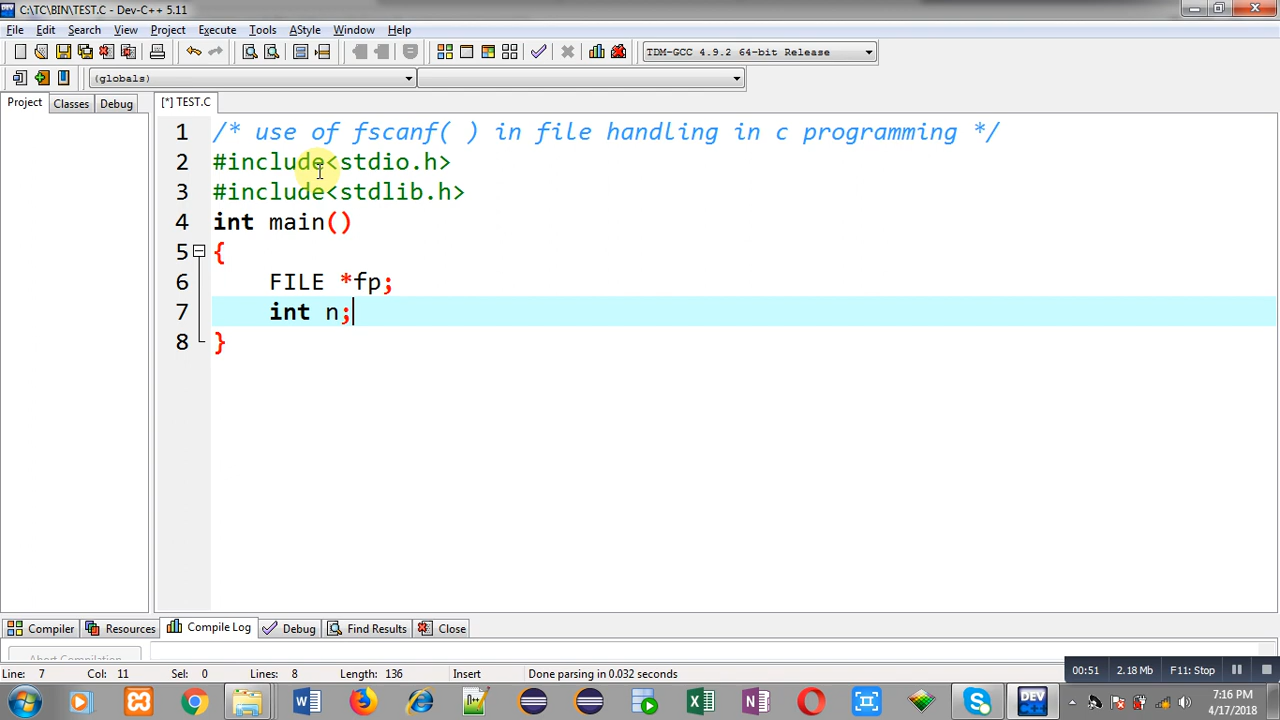 C:\TC\BIN\TEST.C - Dev-C++ 5.11
File Edit Search View Project Execute Tools AStyle Window Help
TDM-GCC 4.9.2 64-bit Release
(globals)
Project Classes Debug [*] TEST.C
1 /* use of fscanf( ) in file handling in c programming */
2 #include<stdio.h>
3 #include<stdlib.h>
4 int main()
5 {
6 FILE *fp;
7 int n;
8 }
Compiler Resources Compile Log Debug Find Results Close
Abort Compilation
Line: 7 Col: 11 Sel: 0 Lines: 8 Length: 136 Insert Done parsing in 0.032 seconds
00:51 2.18 Mb F11: Stop
7:16 PM
4/17/2018